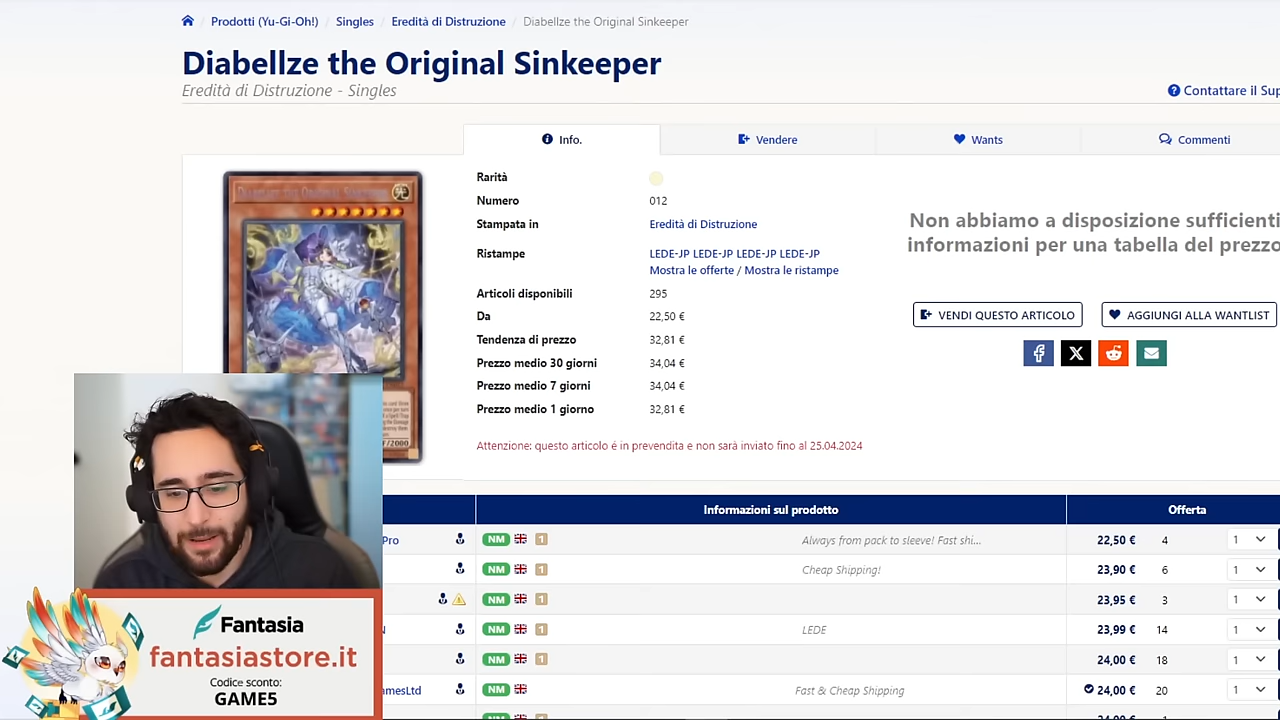 Prodotti (Yu-Gi-Oh!) / Singles / Eredità di Distruzione / Diabellze the Original Sinkeeper
Diabellze the Original Sinkeeper
Eredità di Distruzione - Singles
Contattare il Sup
Info.
Vendere
Wants
Commenti
Rarità
Numero 012
Stampata in Eredità di Distruzione
Ristampe LEDE-JP LEDE-JP LEDE-JP LEDE-JP
Mostra le offerte / Mostra le ristampe
Articoli disponibili 295
Da 22,50 €
Tendenza di prezzo 32,81 €
Prezzo medio 30 giorni 34,04 €
Prezzo medio 7 giorni 34,04 €
Prezzo medio 1 giorno 32,81 €
Attenzione: questo articolo é in prevendita e non sarà inviato fino al 25.04.2024
Non abbiamo a disposizione sufficienti
informazioni per una tabella del prezzo
VENDI QUESTO ARTICOLO
AGGIUNGI ALLA WANTLIST
Informazioni sul prodotto Offerta
Pro NM 1 Always from pack to sleeve! Fast shi... 22,50 € 4 1
NM 1 Cheap Shipping! 23,90 € 6 1
NM 1 23,95 € 3 1
NM 1 LEDE 23,99 € 14 1
NM 1 24,00 € 18 1
amesLtd NM Fast & Cheap Shipping 24,00 € 20 1
Fantasia
fantasiastore.it
Codice sconto:
GAME5